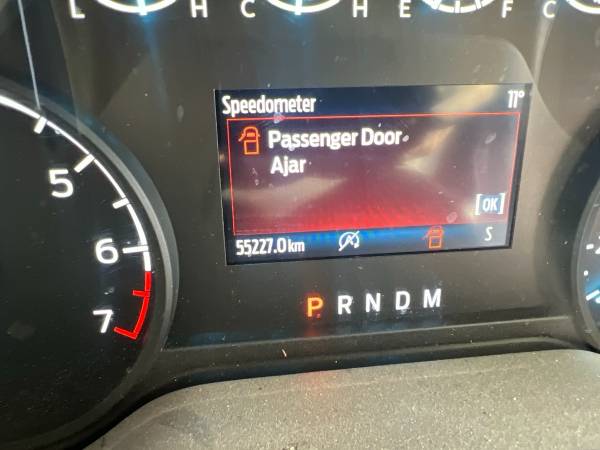 L H C H E F C
Speedometer 11°
Passenger Door
Ajar
[OK]
55227.0 km S
5
6
7
P R N D M